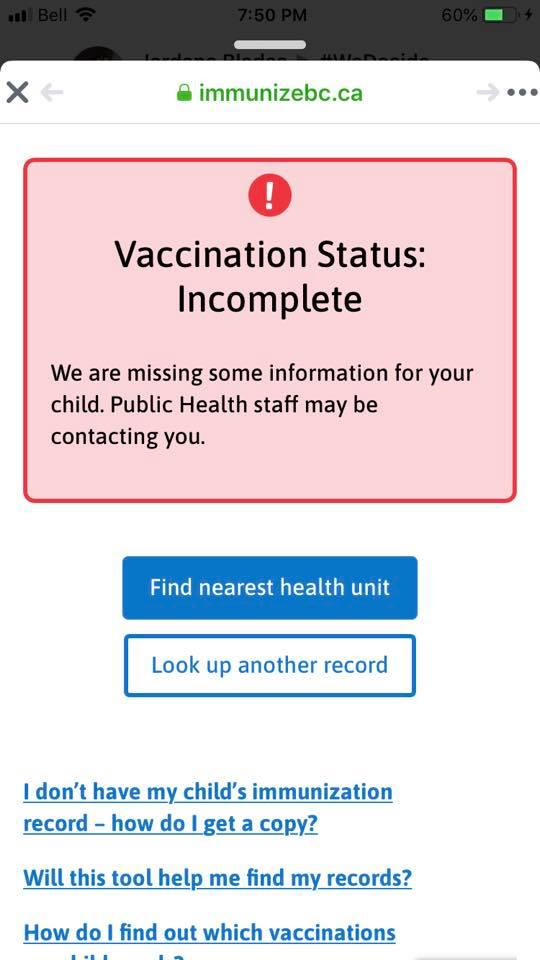 Bell 7:50 PM 60%
immunizebc.ca
!
Vaccination Status:
Incomplete
We are missing some information for your
child. Public Health staff may be
contacting you.
Find nearest health unit
Look up another record
I don’t have my child’s immunization
record – how do I get a copy?
Will this tool help me find my records?
How do I find out which vaccinations